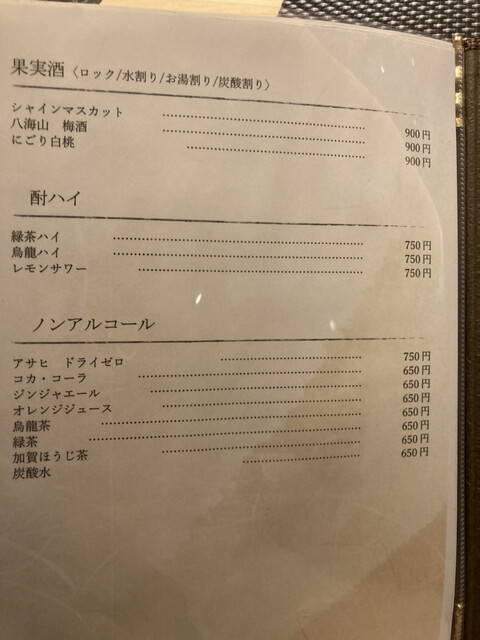 果実酒〈ロック/水割り/お湯割り/炭酸割り〉
シャインマスカット 900円
八海山 梅酒 900円
にごり白桃 900円
酎ハイ
緑茶ハイ 750円
烏龍ハイ 750円
レモンサワー 750円
ノンアルコール
アサヒ ドライゼロ 750円
コカ・コーラ 650円
ジンジャエール 650円
オレンジジュース 650円
烏龍茶 650円
緑茶 650円
加賀ほうじ茶 650円
炭酸水 650円